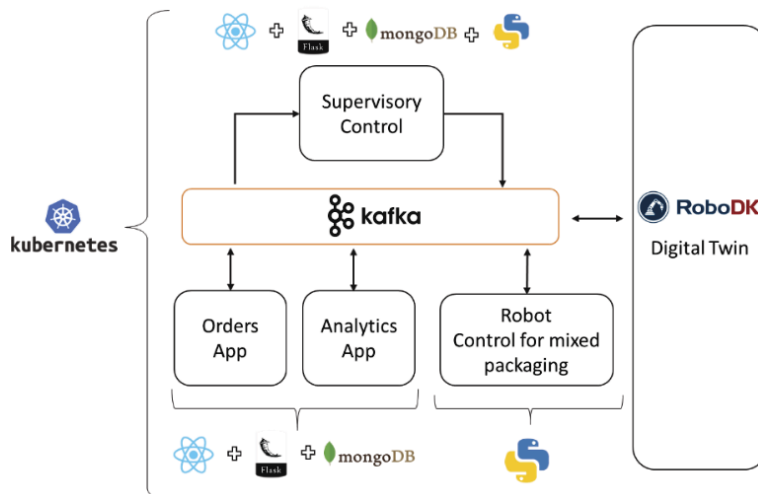 Flask
mongoDB
Supervisory
Control
kafka
kubernetes
RoboDK
Digital Twin
Orders
App
Analytics
App
Robot
Control for mixed
packaging
Flask
mongoDB